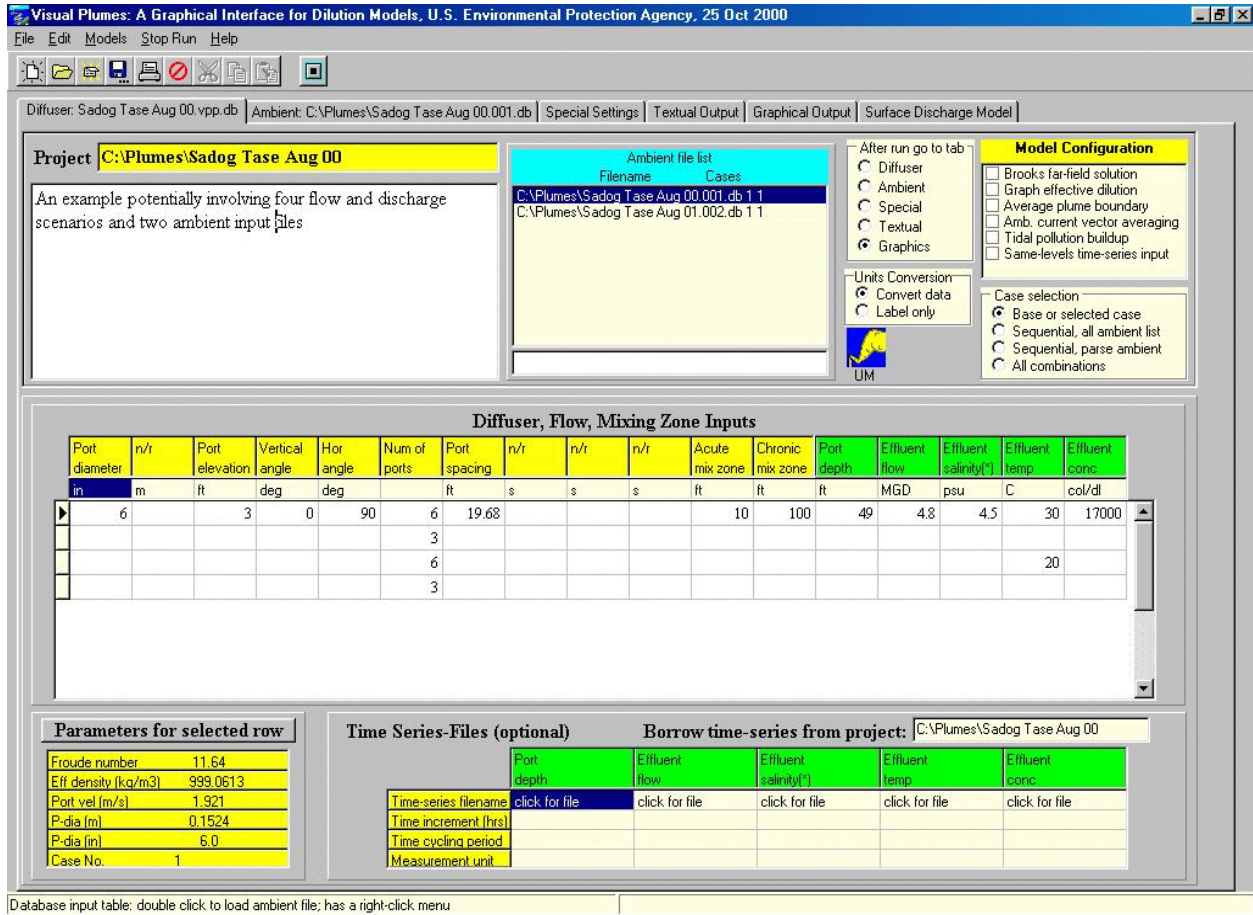 Visual Plumes: A Graphical Interface for Dilution Models, U.S. Environmental Protection Agency, 25 Oct 2000
File Edit Models Stop Run Help
Diffuser: Sadog Tase Aug 00.vpp.db Ambient: C:\Plumes\Sadog Tase Aug 00.001.db Special Settings Textual Output Graphical Output Surface Discharge Model
Project C:\Plumes\Sadog Tase Aug 00
An example potentially involving four flow and discharge
scenarios and two ambient input files
Ambient file list
Filename Cases
C:\Plumes\Sadog Tase Aug 00.001.db 1 1
C:\Plumes\Sadog Tase Aug 01.002.db 1 1
After run go to tab
Diffuser
Ambient
Special
Textual
Graphics
Units Conversion
Convert data
Label only
UM
Model Configuration
Brooks far-field solution
Graph effective dilution
Average plume boundary
Amb. current vector averaging
Tidal pollution buildup
Same-levels time-series input
Case selection
Base or selected case
Sequential, all ambient list
Sequential, parse ambient
All combinations
Diffuser, Flow, Mixing Zone Inputs
Port n/r Port Vertical Hor Num of Port n/r n/r n/r Acute Chronic Port Effluent Effluent Effluent Effluent
diameter elevation angle angle ports spacing mix zone mix zone depth flow salinity(*) temp conc
in m ft deg deg ft s s s ft ft ft MGD psu C col/dl
6 3 0 90 6 19.68 10 100 49 4.8 4.5 30 17000
3
6 20
3
Parameters for selected row
Froude number 11.64
Eff density (kg/m3) 999.0613
Port vel (m/s) 1.921
P-dia (m) 0.1524
P-dia (in) 6.0
Case No. 1
Time Series-Files (optional) Borrow time-series from project: C:\Plumes\Sadog Tase Aug 00
Port Effluent Effluent Effluent Effluent
depth flow salinity(*) temp conc
Time-series filename click for file click for file click for file click for file click for file
Time increment (hrs)
Time cycling period
Measurement unit
Database input table: double click to load ambient file; has a right-click menu